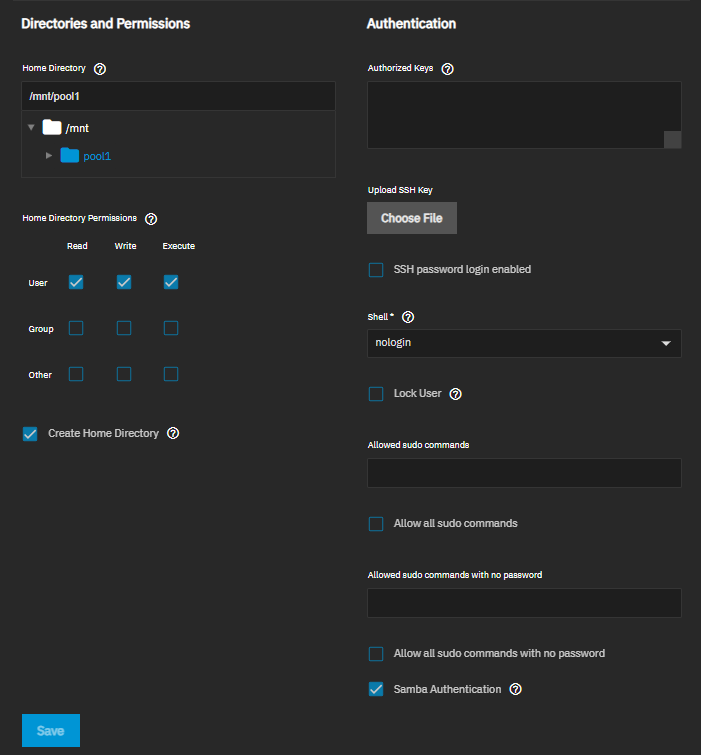 Directories and Permissions
Home Directory
/mnt/pool1
/mnt
pool1
Home Directory Permissions
Read Write Execute
User
Group
Other
Create Home Directory
Save
Authentication
Authorized Keys
Upload SSH Key
Choose File
SSH password login enabled
Shell *
nologin
Lock User
Allowed sudo commands
Allow all sudo commands
Allowed sudo commands with no password
Allow all sudo commands with no password
Samba Authentication